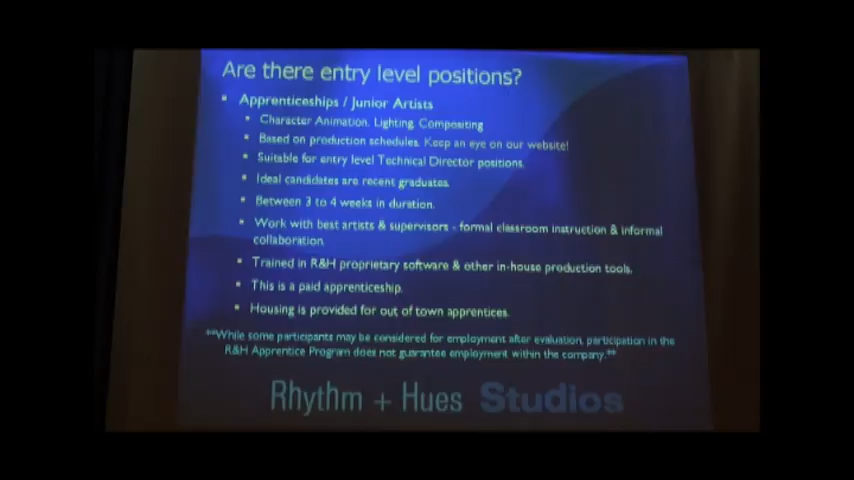 Are there entry level positions?
▪ Apprenticeships / Junior Artists
▪ Character Animation, Lighting, Compositing
▪ Based on production schedules. Keep an eye on our website!
▪ Suitable for entry level Technical Director positions.
▪ Ideal candidates are recent graduates.
▪ Between 3 to 4 weeks in duration.
▪ Work with best artists & supervisors - formal classroom instruction & informal
collaboration.
▪ Trained in R&H proprietary software & other in-house production tools.
▪ This is a paid apprenticeship.
▪ Housing is provided for out of town apprentices.
**While some participants may be considered for employment after evaluation, participation in the
R&H Apprentice Program does not guarantee employment within the company.**
Rhythm + Hues Studios